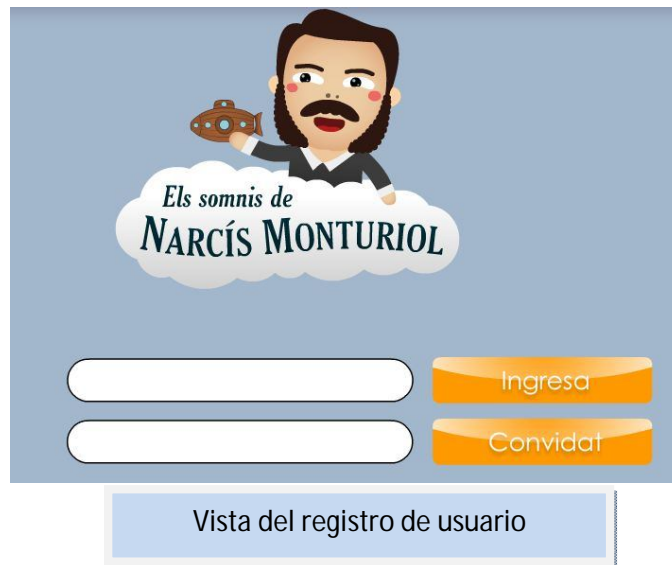 Els somnis de
NARCÍS MONTURIOL
Ingresa
Convidat
Vista del registro de usuario